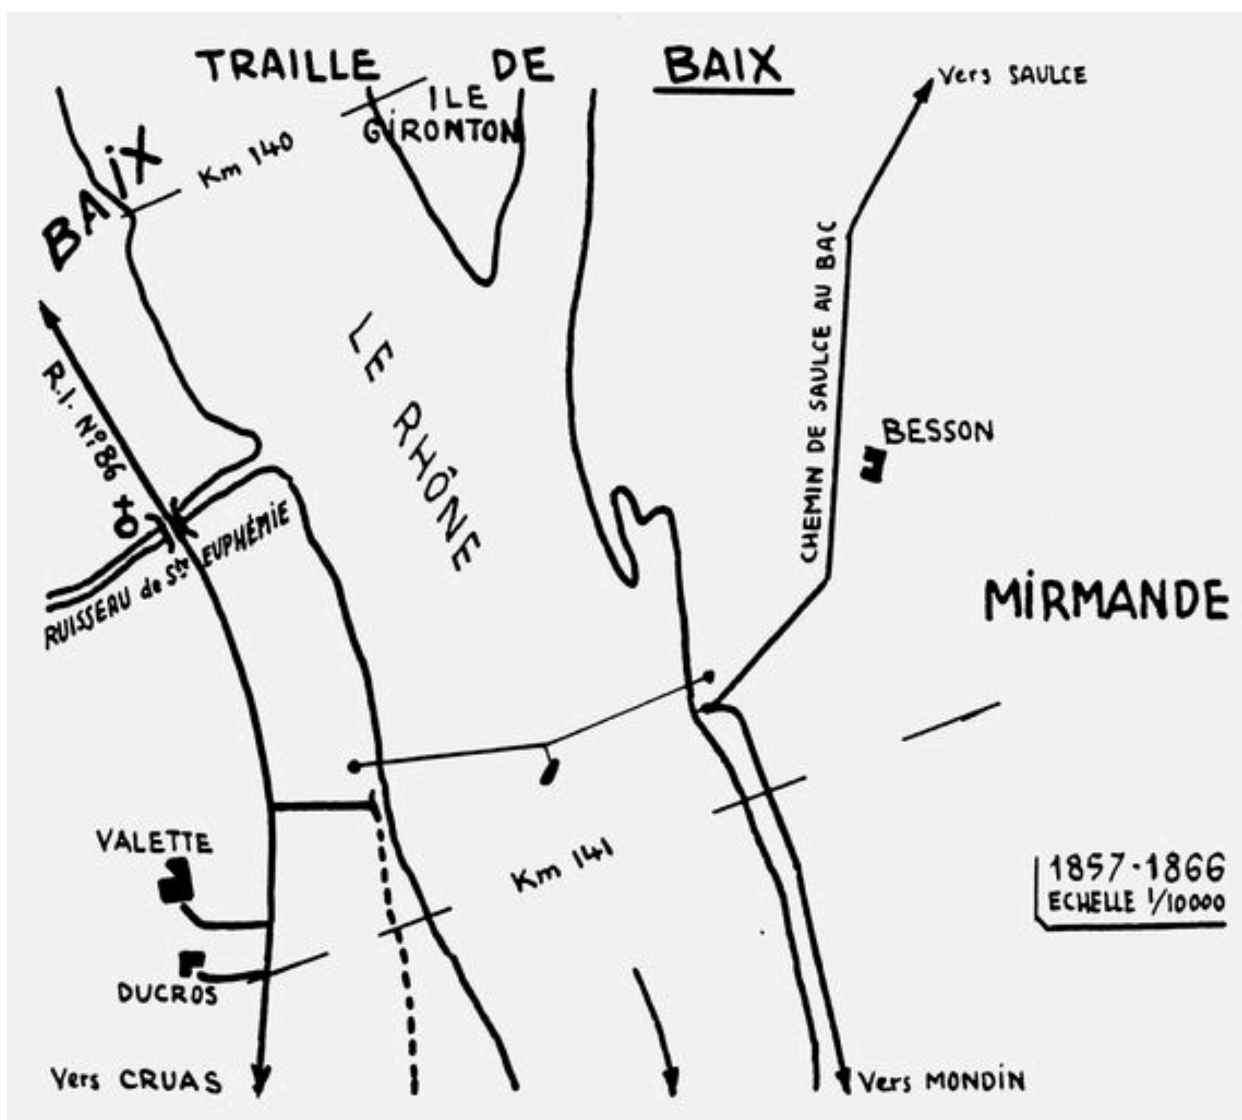 TRAILLE DE BAIX
Vers SAULCE
ILE
GIRONTON
Km 140
BAIX
CHEMIN DE SAULCE AU BAC
LE RHÔNE
R.I. Nº86
BESSON
RUISSEAU de Ste EUPHÉMIE
MIRMANDE
VALETTE
Km 141
1857-1866
ECHELLE 1/10000
DUCROS
Vers CRUAS
Vers MONDIN